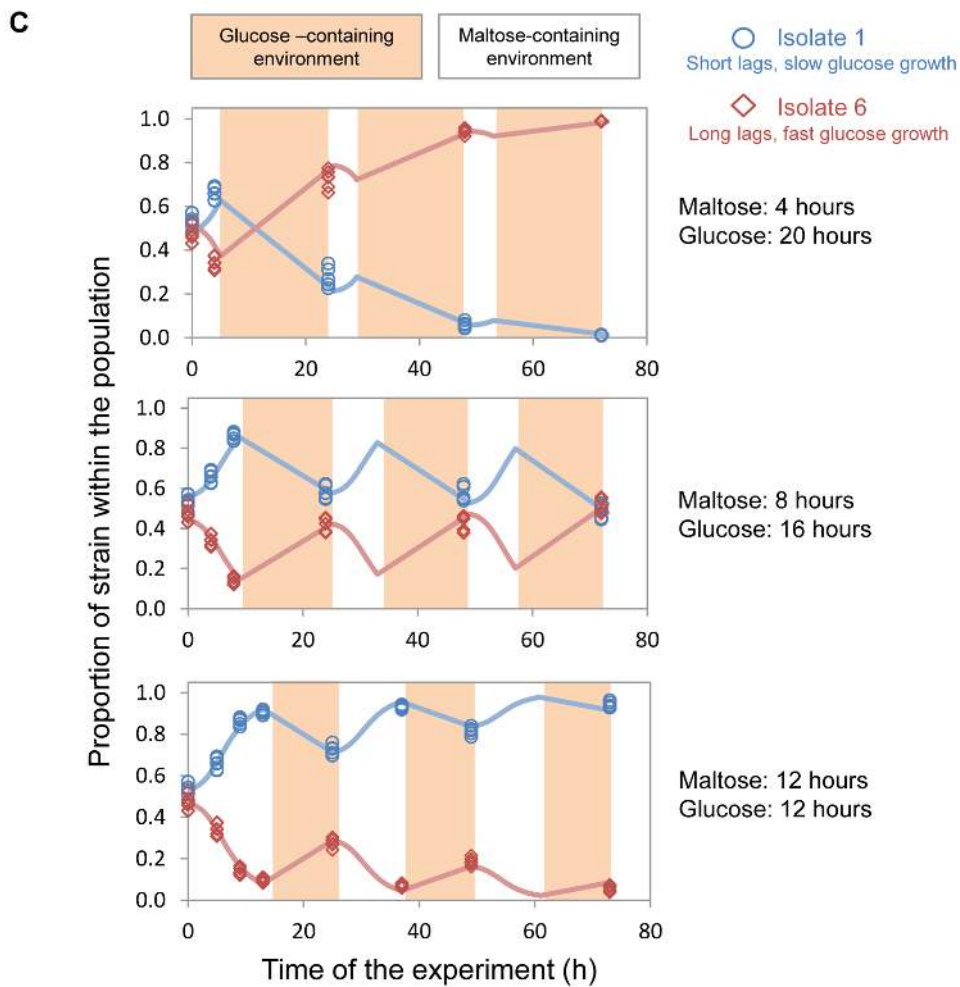 C
Glucose –containing
environment
Maltose-containing
environment
Isolate 1
Short lags, slow glucose growth
Isolate 6
Long lags, fast glucose growth
Proportion of strain within the population
1.0
0.8
0.6
0.4
0.2
0.0
0 20 40 60 80
Maltose: 4 hours
Glucose: 20 hours
1.0
0.8
0.6
0.4
0.2
0.0
0 20 40 60 80
Maltose: 8 hours
Glucose: 16 hours
1.0
0.8
0.6
0.4
0.2
0.0
0 20 40 60 80
Maltose: 12 hours
Glucose: 12 hours
Time of the experiment (h)